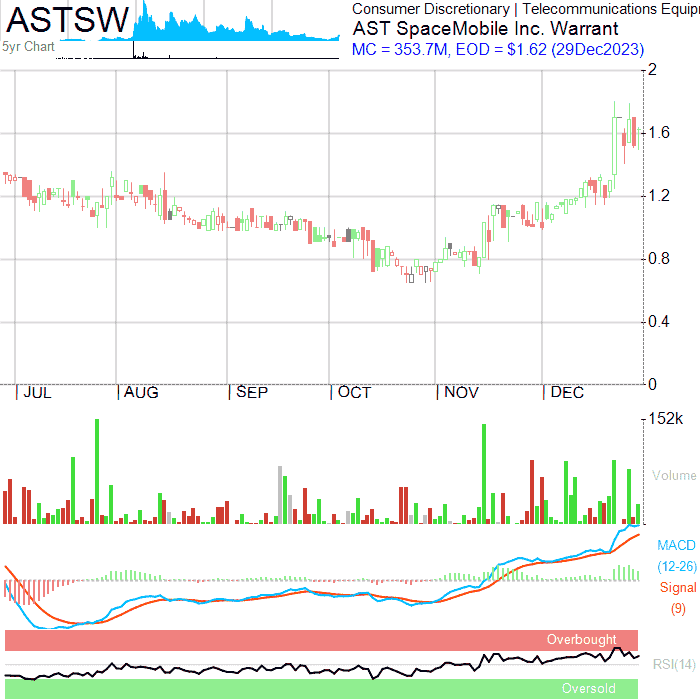 ASTSW
5yr Chart
Consumer Discretionary | Telecommunications Equip
AST SpaceMobile Inc. Warrant
MC = 353.7M, EOD = $1.62 (29Dec2023)
2
1.6
1.2
0.8
0.4
0
JUL AUG SEP OCT NOV DEC
152k
Volume
MACD
(12-26)
Signal
(9)
Overbought
RSI(14)
Oversold